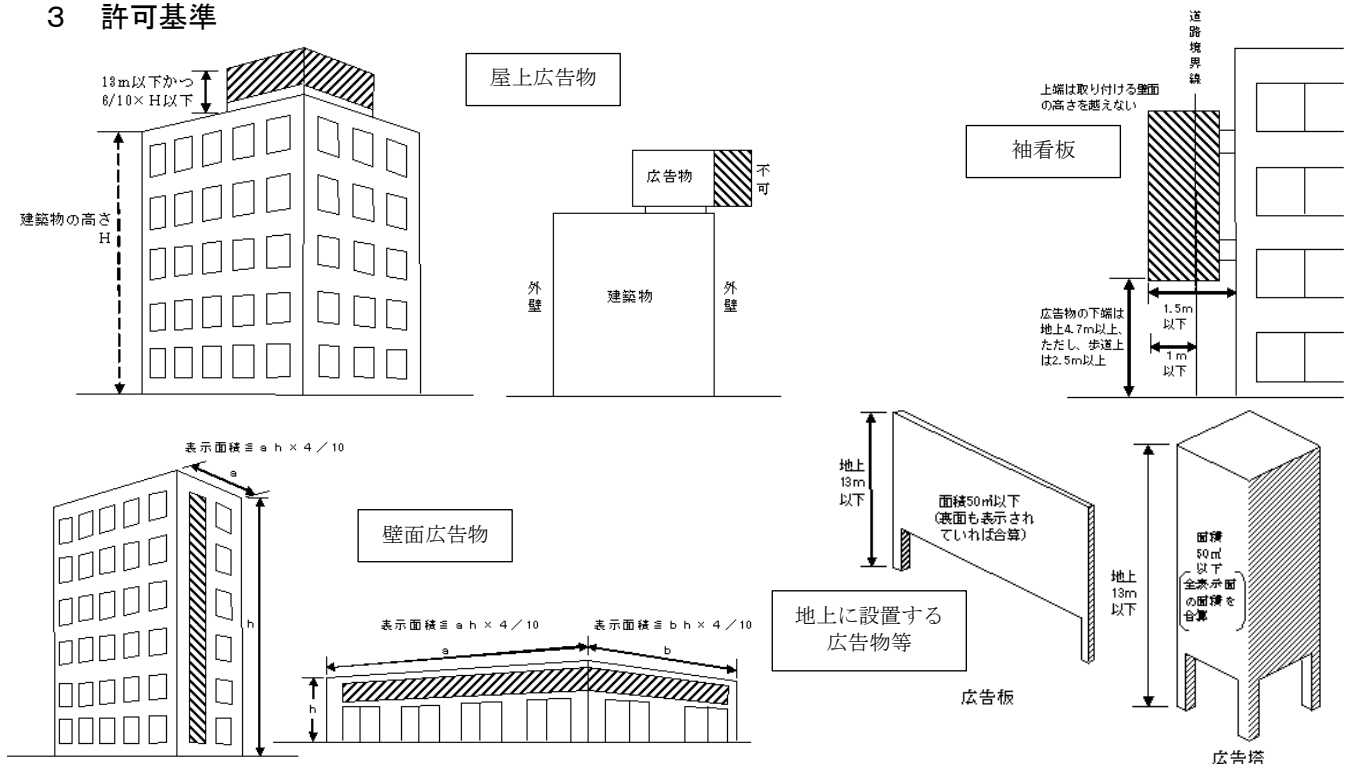 3 許可基準
屋上広告物
13m以下かつ
6/10×H以下
建築物の高さ
H
広告物
不
可
外
壁
建築物
外
壁
道
路
境
界
線
上端は取り付ける壁面
の高さを越えない
袖看板
広告物の下端は
地上4.7m以上、
ただし、歩道上
は2.5m以上
1.5m
以下
1m
以下
表示面積≦ah×4/10
a
h
壁面広告物
表示面積≦ah×4/10
表示面積≦bh×4/10
a
b
h
地上
13m
以下
面積50㎡以下
(裏面も表示され
ていれば合算)
地上に設置する
広告物等
広告板
地上
13m
以下
面積
50㎡
以下
全表示面
の面積を
合算
広告塔